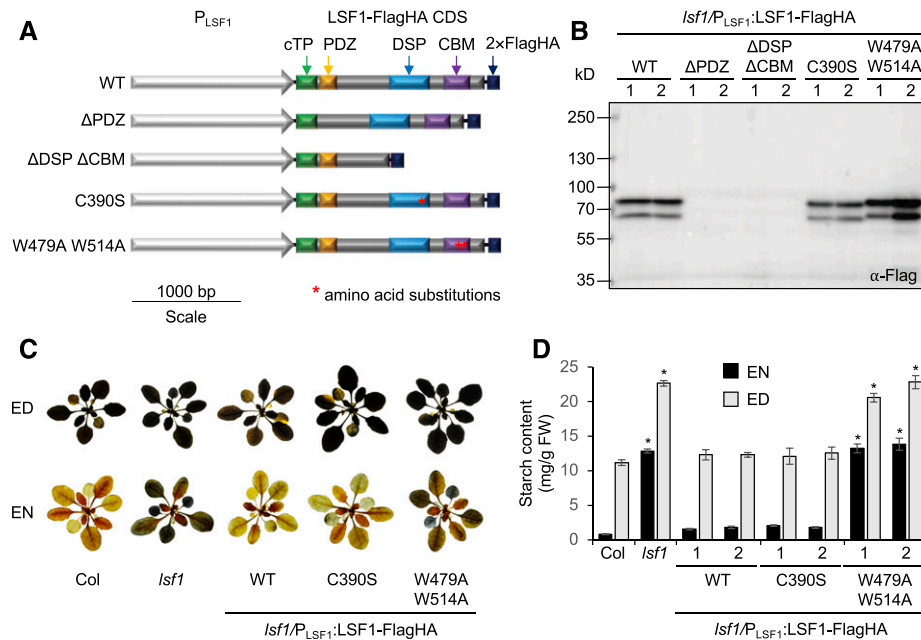 A
P_LSF1 LSF1-FlagHA CDS
cTP PDZ DSP CBM 2×FlagHA
WT
ΔPDZ
ΔDSP ΔCBM
C390S *
W479A W514A **
1000 bp
Scale
* amino acid substitutions
B
lsf1/P_LSF1:LSF1-FlagHA
kD WT ΔPDZ ΔDSP ΔCBM C390S W479A W514A
1 2 1 2 1 2 1 2 1 2
250
130
100
70
55
35
α-Flag
C
ED
EN
Col lsf1 WT C390S W479A W514A
lsf1/P_LSF1:LSF1-FlagHA
D
Starch content
(mg/g FW)
25
20
15
10
5
0
EN
ED
* * * * * *
Col lsf1 1 2 1 2 1 2
WT C390S W479A W514A
lsf1/P_LSF1:LSF1-FlagHA